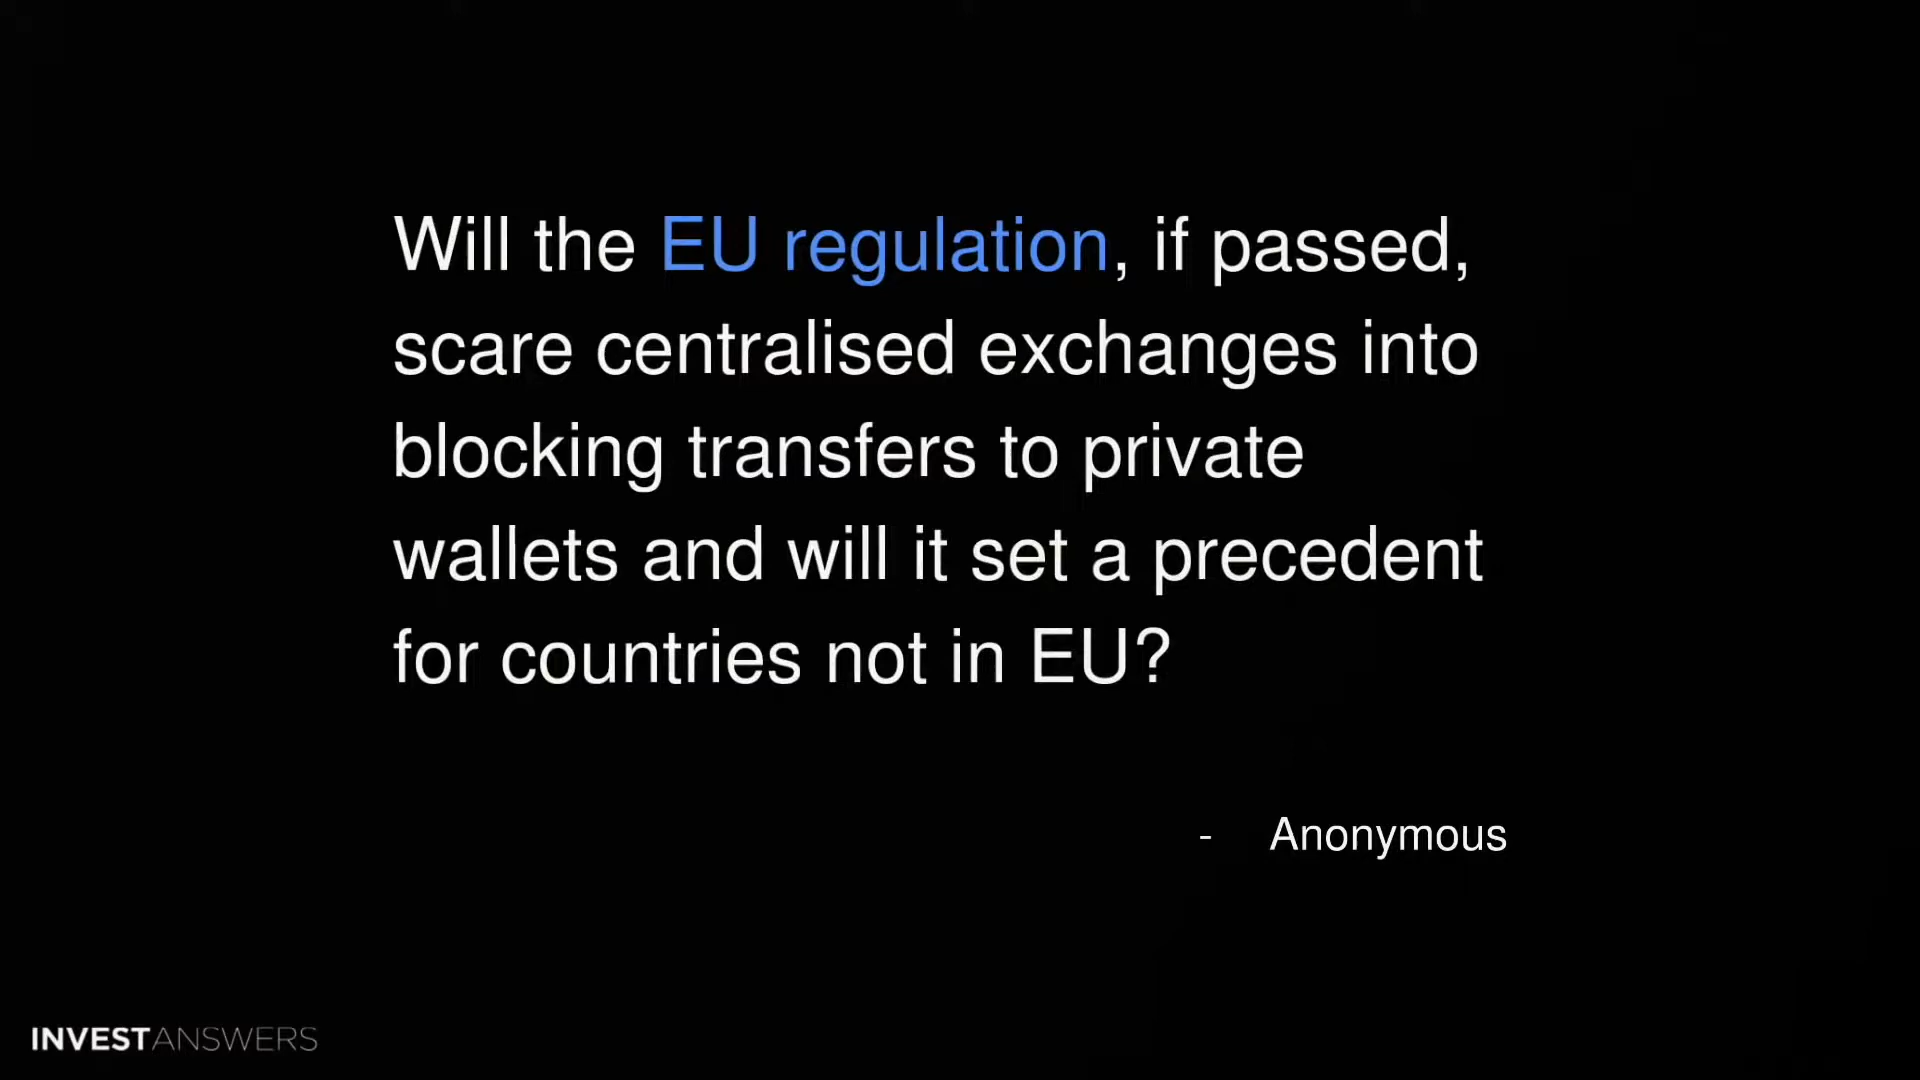 Will the EU regulation, if passed,
scare centralised exchanges into
blocking transfers to private
wallets and will it set a precedent
for countries not in EU?
- Anonymous
INVESTANSWERS